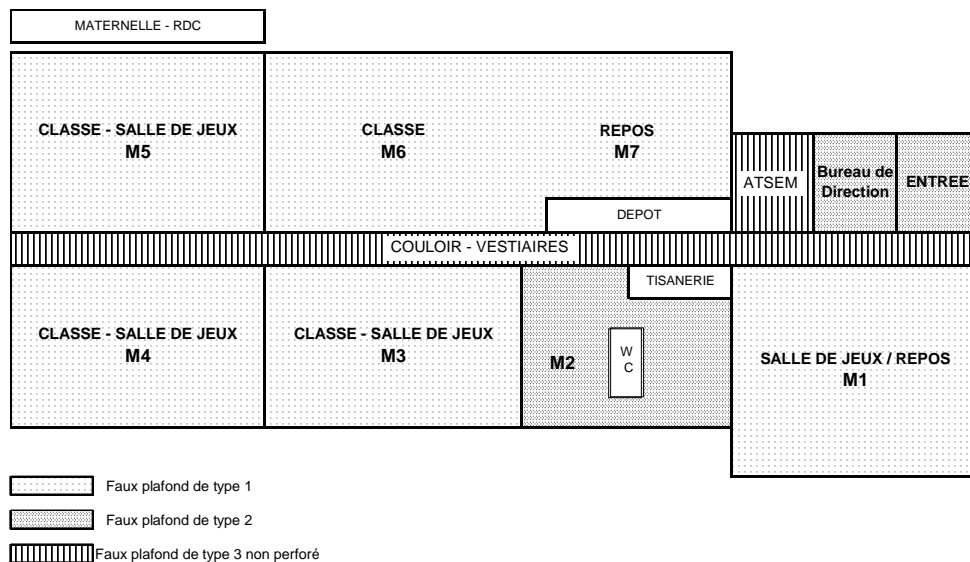 MATERNELLE - RDC
CLASSE - SALLE DE JEUX
M5
CLASSE
M6
REPOS
M7
DEPOT
ATSEM
Bureau de
Direction
ENTREE
COULOIR - VESTIAIRES
CLASSE - SALLE DE JEUX
M4
CLASSE - SALLE DE JEUX
M3
M2
W
C
TISANERIE
SALLE DE JEUX / REPOS
M1
Faux plafond de type 1
Faux plafond de type 2
Faux plafond de type 3 non perforé